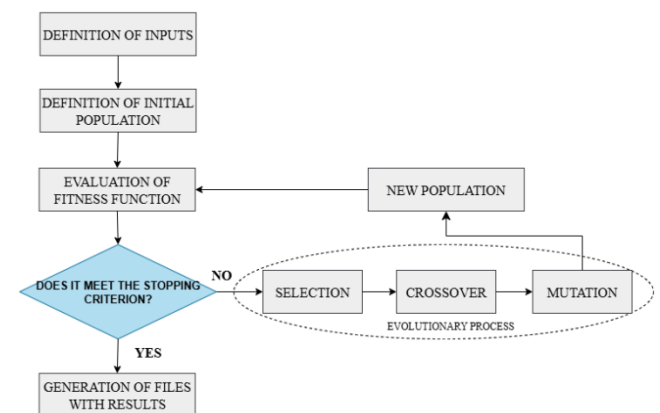 DEFINITION OF INPUTS
DEFINITION OF INITIAL
POPULATION
EVALUATION OF
FITNESS FUNCTION
NEW POPULATION
DOES IT MEET THE STOPPING
CRITERION?
NO
SELECTION
CROSSOVER
MUTATION
EVOLUTIONARY PROCESS
YES
GENERATION OF FILES
WITH RESULTS